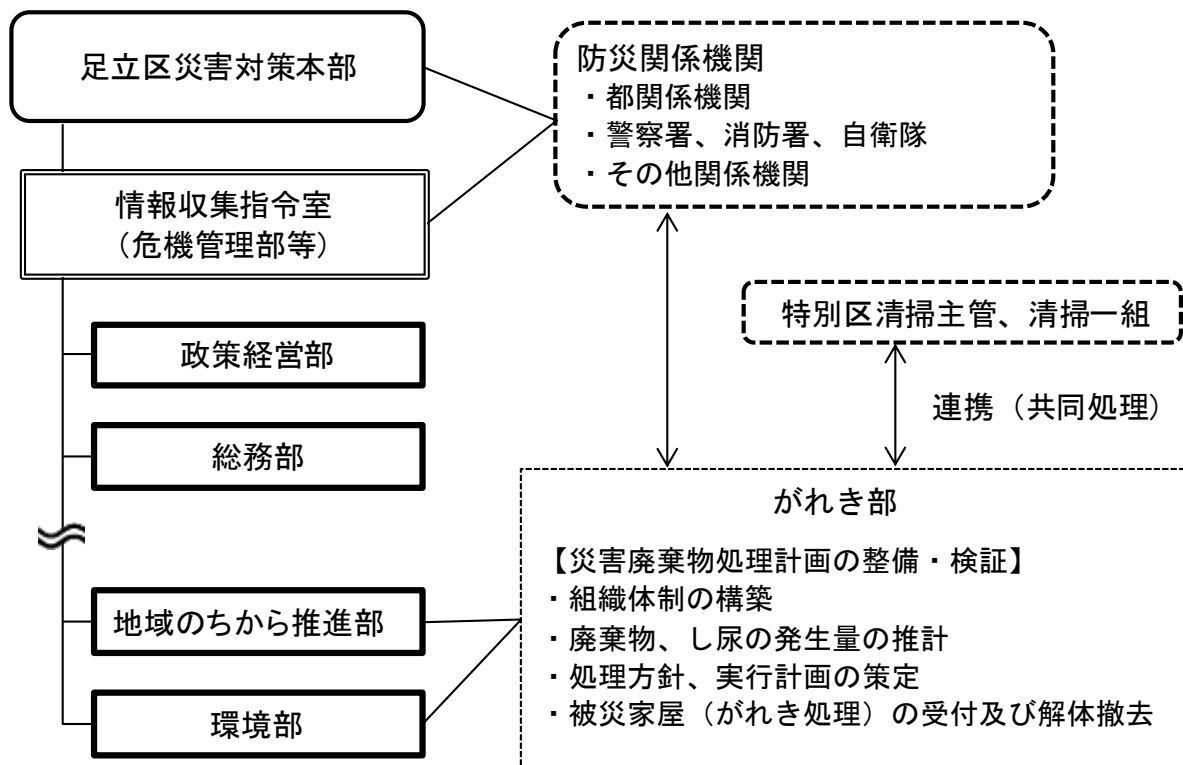 足立区災害対策本部
情報収集指令室
（危機管理部等）
政策経営部
総務部
地域のちから推進部
環境部
防災関係機関
・都関係機関
・警察署、消防署、自衛隊
・その他関係機関
特別区清掃主管、清掃一組
連携（共同処理）
がれき部
【災害廃棄物処理計画の整備・検証】
・組織体制の構築
・廃棄物、し尿の発生量の推計
・処理方針、実行計画の策定
・被災家屋（がれき処理）の受付及び解体撤去